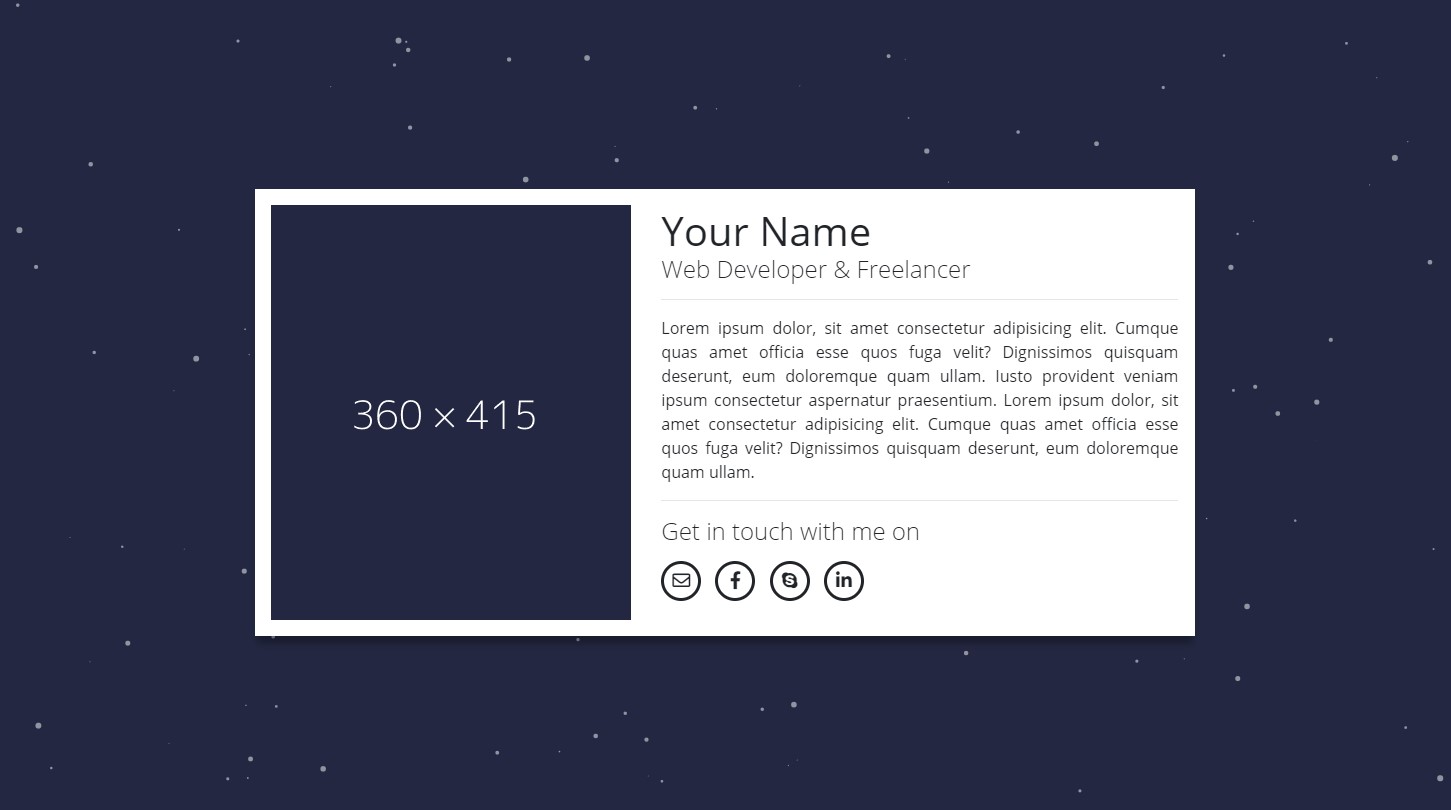 Your Name
Web Developer & Freelancer
Lorem ipsum dolor, sit amet consectetur adipisicing elit. Cumque
quas amet officia esse quos fuga velit? Dignissimos quisquam
deserunt, eum doloremque quam ullam. Iusto provident veniam
ipsum consectetur aspernatur praesentium. Lorem ipsum dolor, sit
amet consectetur adipisicing elit. Cumque quas amet officia esse
quos fuga velit? Dignissimos quisquam deserunt, eum doloremque
quam ullam.
360 × 415
Get in touch with me on